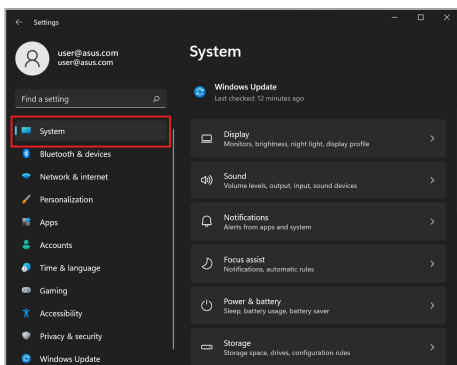 Settings
user@asus.com
user@asus.com
Find a setting
System
Bluetooth & devices
Network & internet
Personalization
Apps
Accounts
Time & language
Gaming
Accessibility
Privacy & security
Windows Update
System
Windows Update
Last checked: 12 minutes ago
Display
Monitors, brightness, night light, display profile
Sound
Volume levels, output, input, sound devices
Notifications
Alerts from apps and system
Focus assist
Notifications, automatic rules
Power & battery
Sleep, battery usage, battery saver
Storage
Storage space, drives, configuration rules